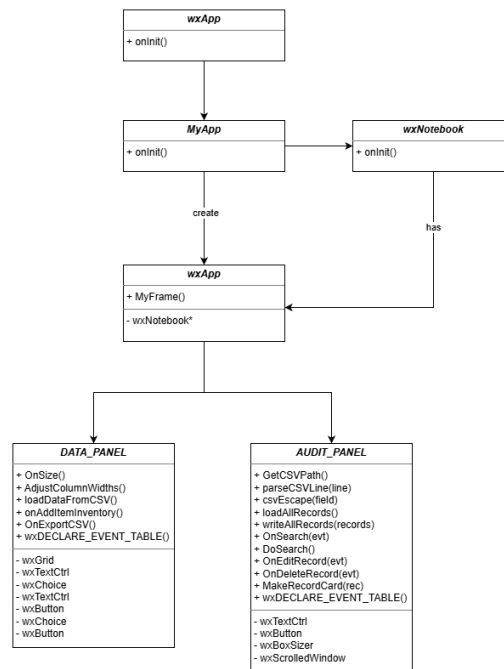 wxApp
+ onInit()
MyApp
+ onInit()
wxNotebook
+ onInit()
create
has
wxApp
+ MyFrame()
- wxNotebook*
DATA_PANEL
+ OnSize()
+ AdjustColumnWidths()
+ loadDataFromCSV()
+ onAddItemInventory()
+ OnExportCSV()
+ wxDECLARE_EVENT_TABLE()
- wxGrid
- wxTextCtrl
- wxChoice
- wxTextCtrl
- wxButton
- wxChoice
- wxButton
AUDIT_PANEL
+ GetCSVPath()
+ parseCSVLine(line)
+ csvEscape(field)
+ loadAllRecords()
+ writeAllRecords(records)
+ OnSearch(evt)
+ DoSearch()
+ OnEditRecord(evt)
+ OnDeleteRecord(evt)
+ MakeRecordCard(rec)
+ wxDECLARE_EVENT_TABLE()
- wxTextCtrl
- wxButton
- wxBoxSizer
- wxScrolledWindow